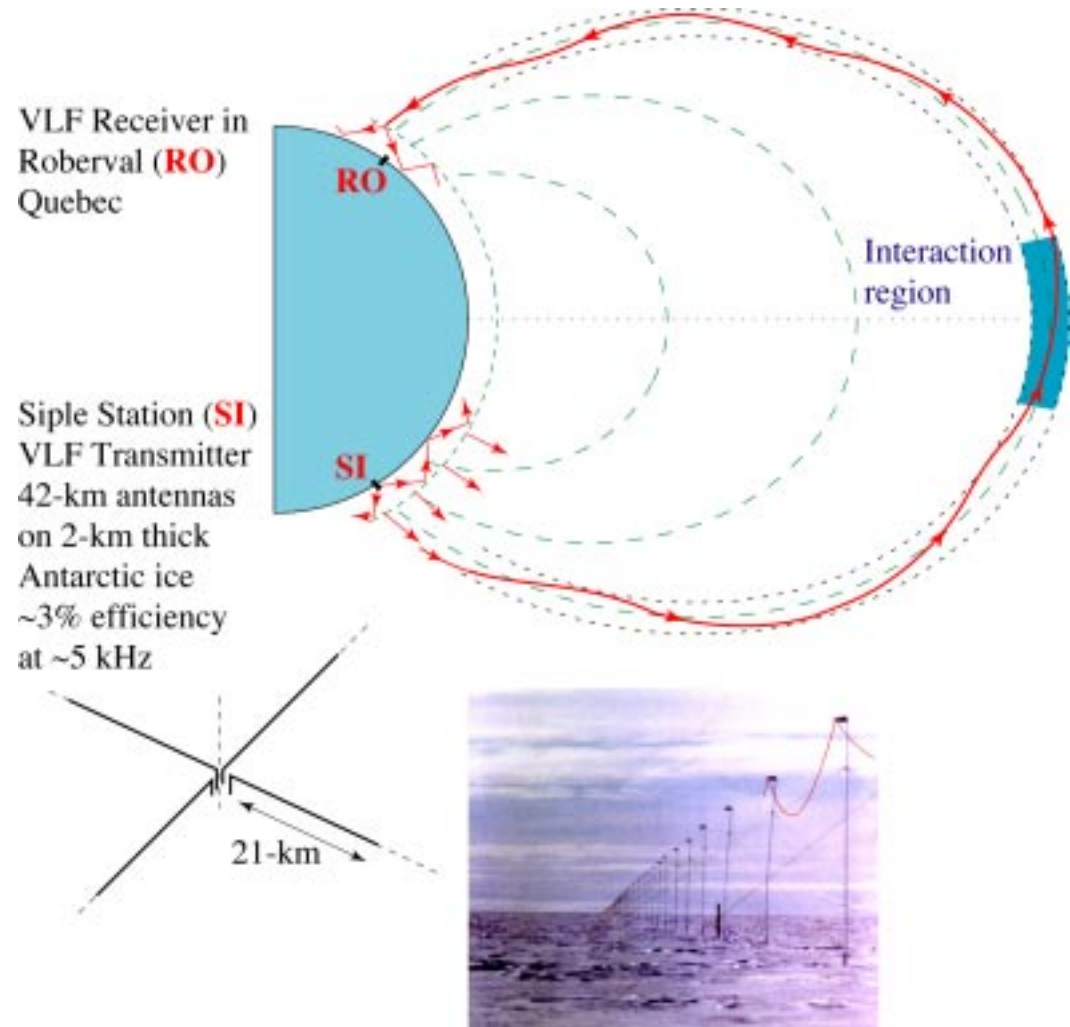 VLF Receiver in
Roberval (RO)
Quebec
RO
Interaction
region
Siple Station (SI)
VLF Transmitter
42-km antennas
on 2-km thick
Antarctic ice
~3% efficiency
at ~5 kHz
SI
21-km